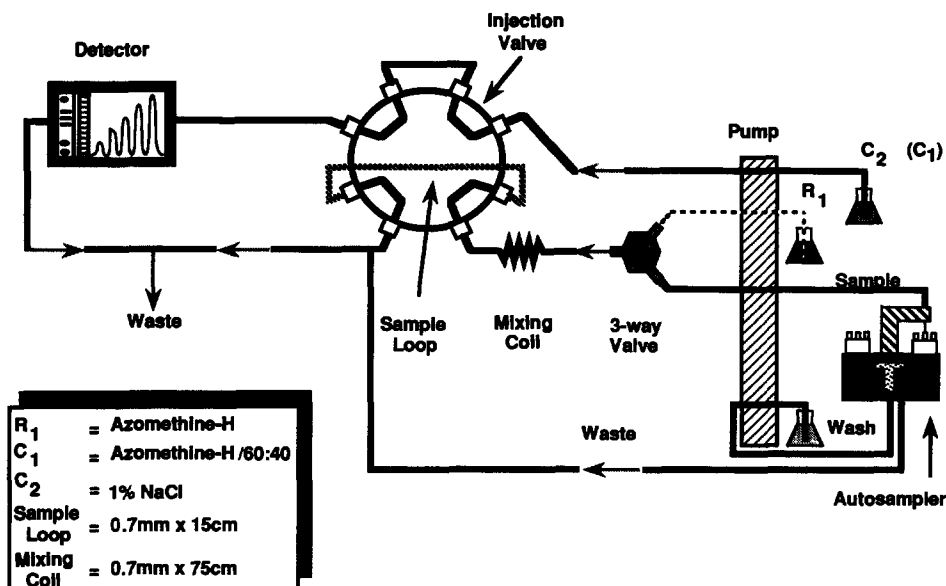 Injection
Valve
Detector
Pump
C2 (C1)
R1
Sample
Waste
Sample
Loop
Mixing
Coil
3-way
Valve
Waste
Wash
Autosampler
R1 = Azomethine-H
C1 = Azomethine-H /60:40
C2 = 1% NaCl
Sample
Loop = 0.7mm x 15cm
Mixing
Coil = 0.7mm x 75cm